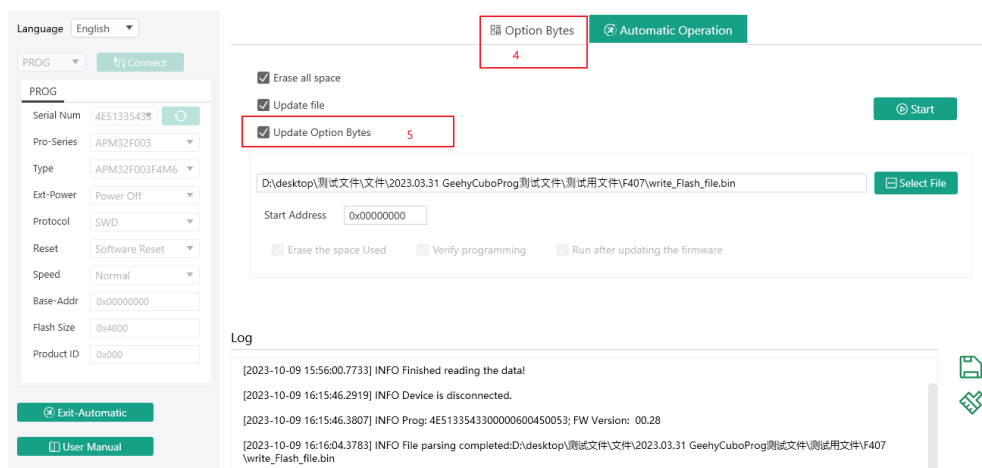 Language English
PROG Connect
PROG
Serial Num 4E51335433
Pro-Series APM32F003
Type APM32F003F4M6
Ext-Power Power Off
Protocol SWD
Reset Software Reset
Speed Normal
Base-Addr 0x00000000
Flash Size 0x4800
Product ID 0x000
Exit-Automatic
User Manual
Option Bytes
4
Automatic Operation
Erase all space
Update file
Start
Update Option Bytes 5
D:\desktop\测试文件\文件\2023.03.31 GeehyCuboProg测试文件\测试用文件\F407\write_Flash_file.bin
Select File
Start Address 0x00000000
Erase the space Used Verify programming Run after updating the firmware
Log
[2023-10-09 15:56:00.7733] INFO Finished reading the data!
[2023-10-09 16:15:46.2919] INFO Device is disconnected.
[2023-10-09 16:15:46.3807] INFO Prog: 4E5133543300000600450053; FW Version: 00.28
[2023-10-09 16:16:04.3783] INFO File parsing completed:D:\desktop\测试文件\文件\2023.03.31 GeehyCuboProg测试文件\测试用文件\F407
\write_Flash_file.bin